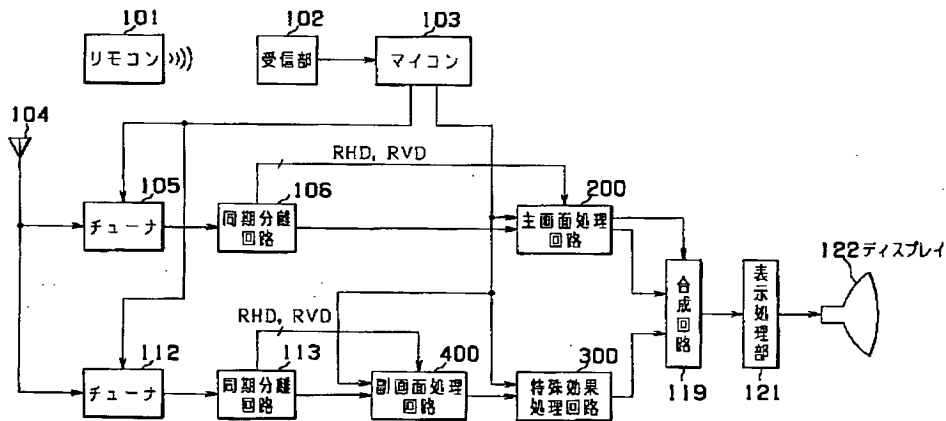 101
リモコン
102
受信部
103
マイコン
104
RHD, RVD
105
チューナ
106
同期分離
回路
200
主画面処理
回路
122 ディスプレイ
合成回路
119
表示処理部
121
RHD, RVD
112
チューナ
113
同期分離
回路
400
副画面処理
回路
300
特殊効果
処理回路